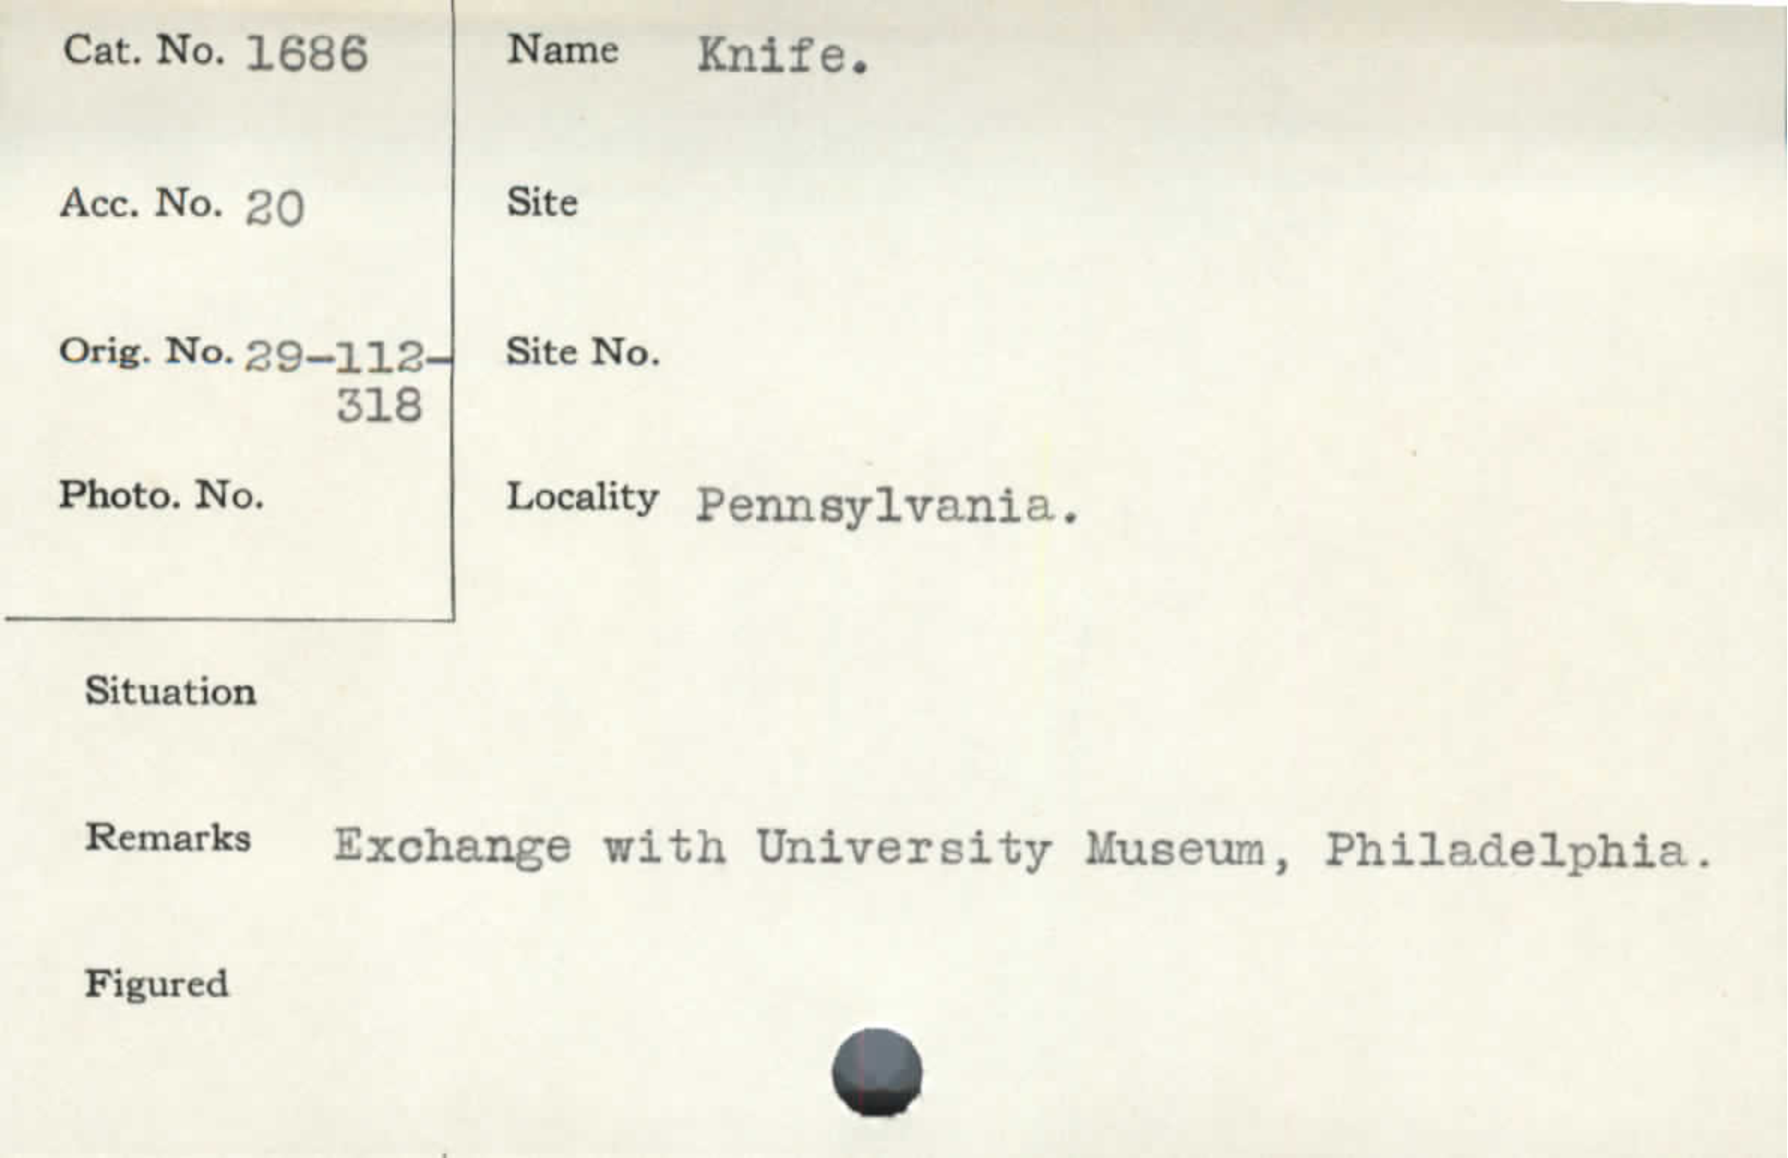 Cat. No. 1686
Name Knife.
Acc. No. 20
Site
Orig. No. 29-112-
318
Site No.
Photo. No.
Locality Pennsylvania.
Situation
Remarks Exchange with University Museum, Philadelphia.
Figured